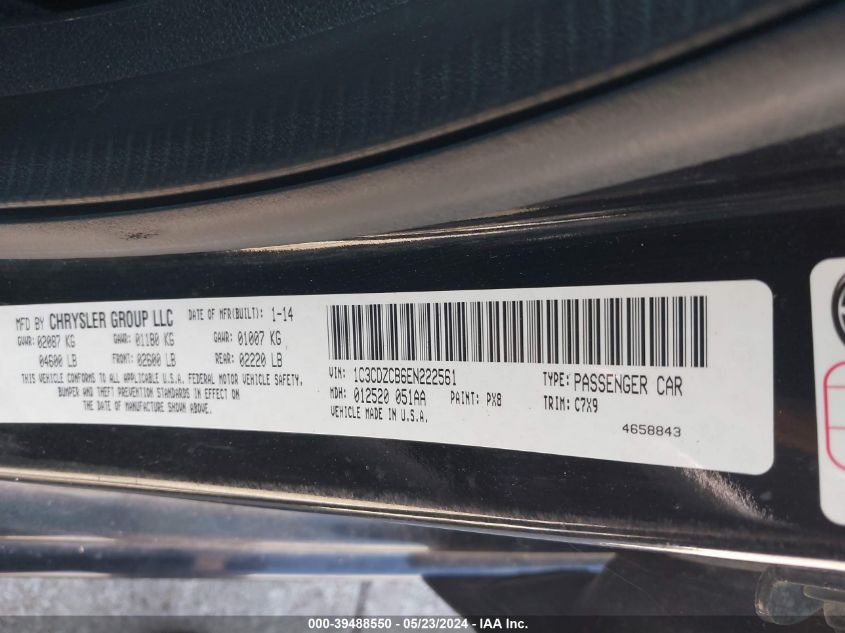 MFD BY CHRYSLER GROUP LLC DATE OF MFR(BUILT): 1-14
GVWR: 02087 KG GAWR: 01180 KG GAWR: 01007 KG
04600 LB FRONT: 02600 LB REAR: 02220 LB
THIS VEHICLE CONFORMS TO ALL APPLICABLE U.S.A. FEDERAL MOTOR VEHICLE SAFETY,
BUMPER AND THEFT PREVENTION STANDARDS IN EFFECT ON
THE DATE OF MANUFACTURE SHOWN ABOVE.
VIN: 1C3CDZCB6EN222561 TYPE: PASSENGER CAR
MDH: 012520 051AA PAINT: PX8 TRIM: C7X9
VEHICLE MADE IN U.S.A.
4658843
000-39488550 - 05/23/2024 - IAA Inc.